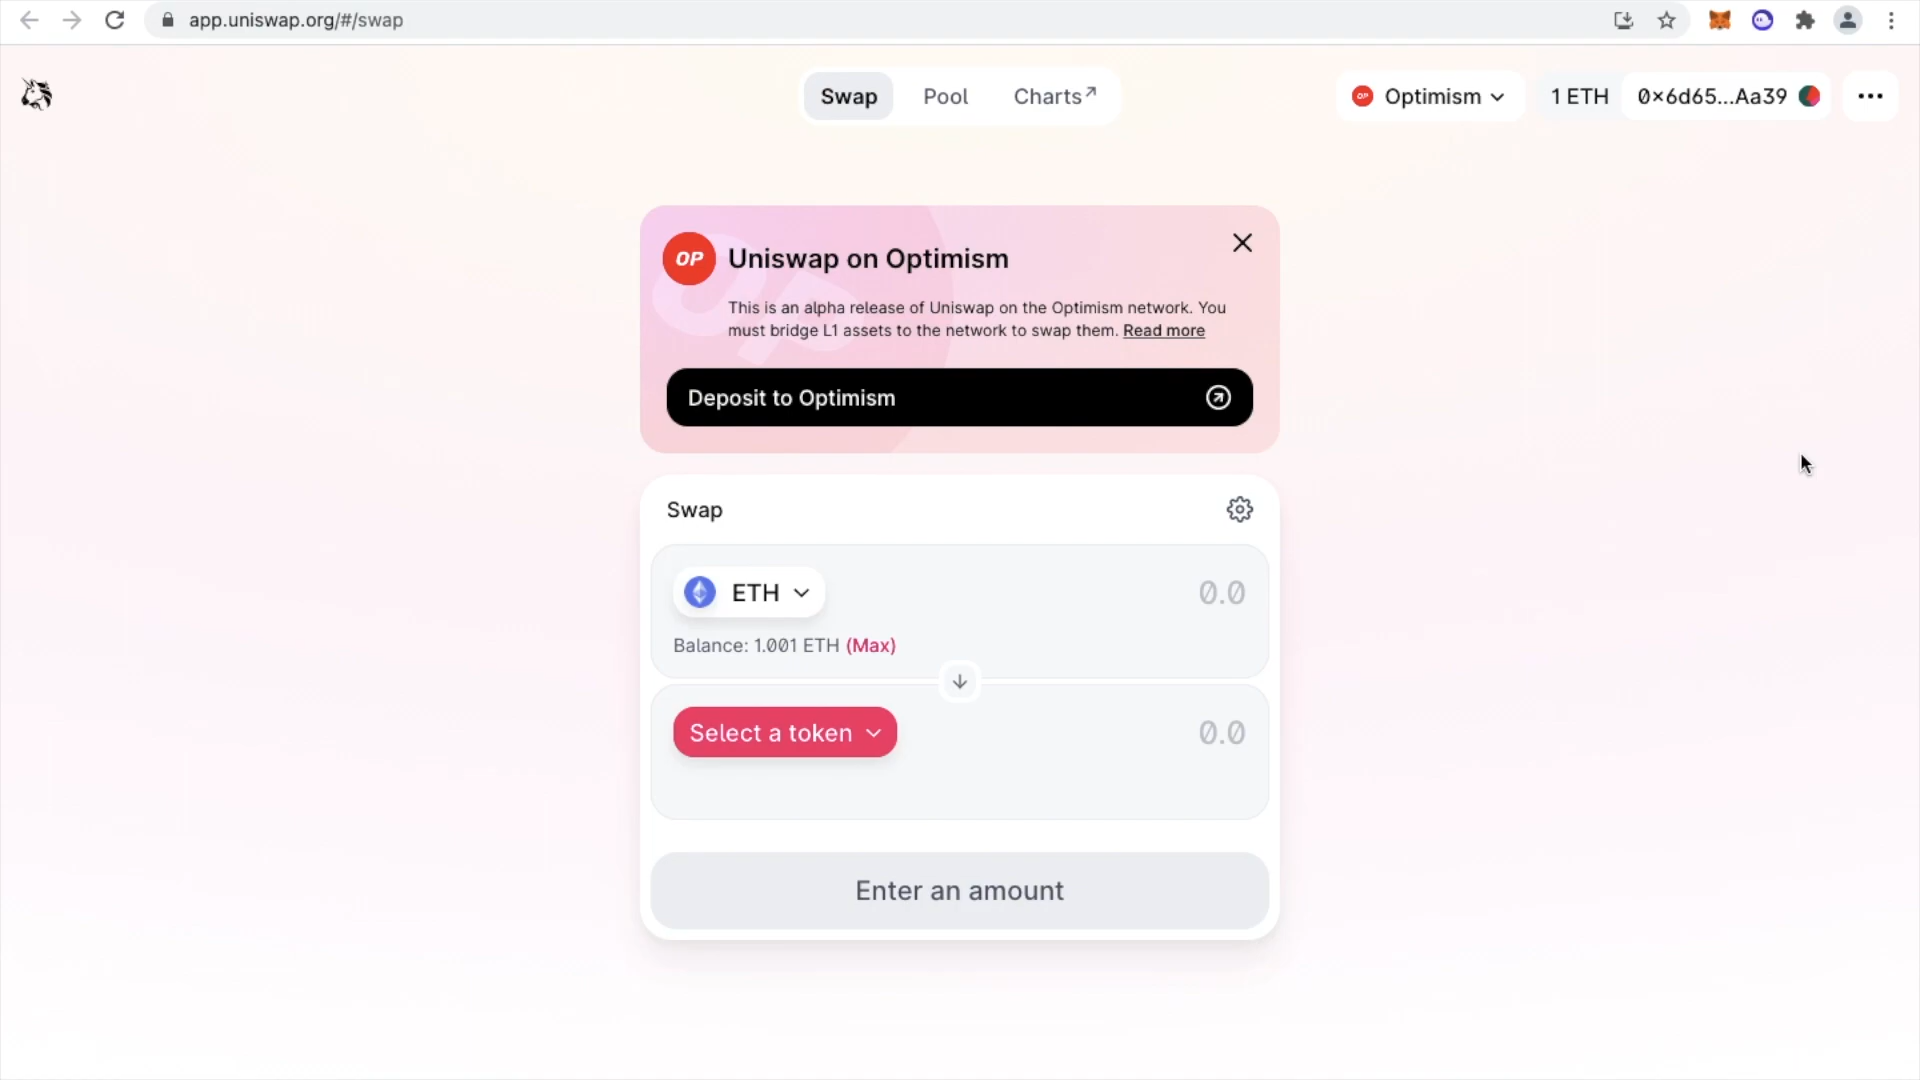 app.uniswap.org/#/swap
Swap
Pool
Charts↗
OP
Optimism
1 ETH
0×6d65...Aa39
OP
Uniswap on Optimism
This is an alpha release of Uniswap on the Optimism network. You
must bridge L1 assets to the network to swap them. Read more
Deposit to Optimism
Swap
ETH
0.0
Balance: 1.001 ETH (Max)
Select a token
0.0
Enter an amount